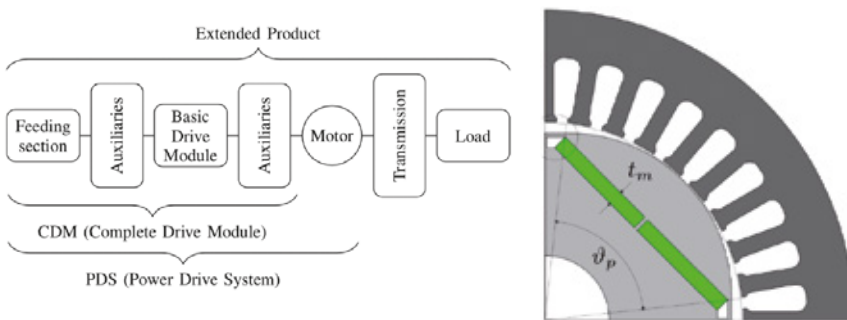 Extended Product
Feeding
section
Auxiliaries
Basic
Drive
Module
Auxiliaries
Motor
Transmission
Load
CDM (Complete Drive Module)
PDS (Power Drive System)
t_m
ϑ_p